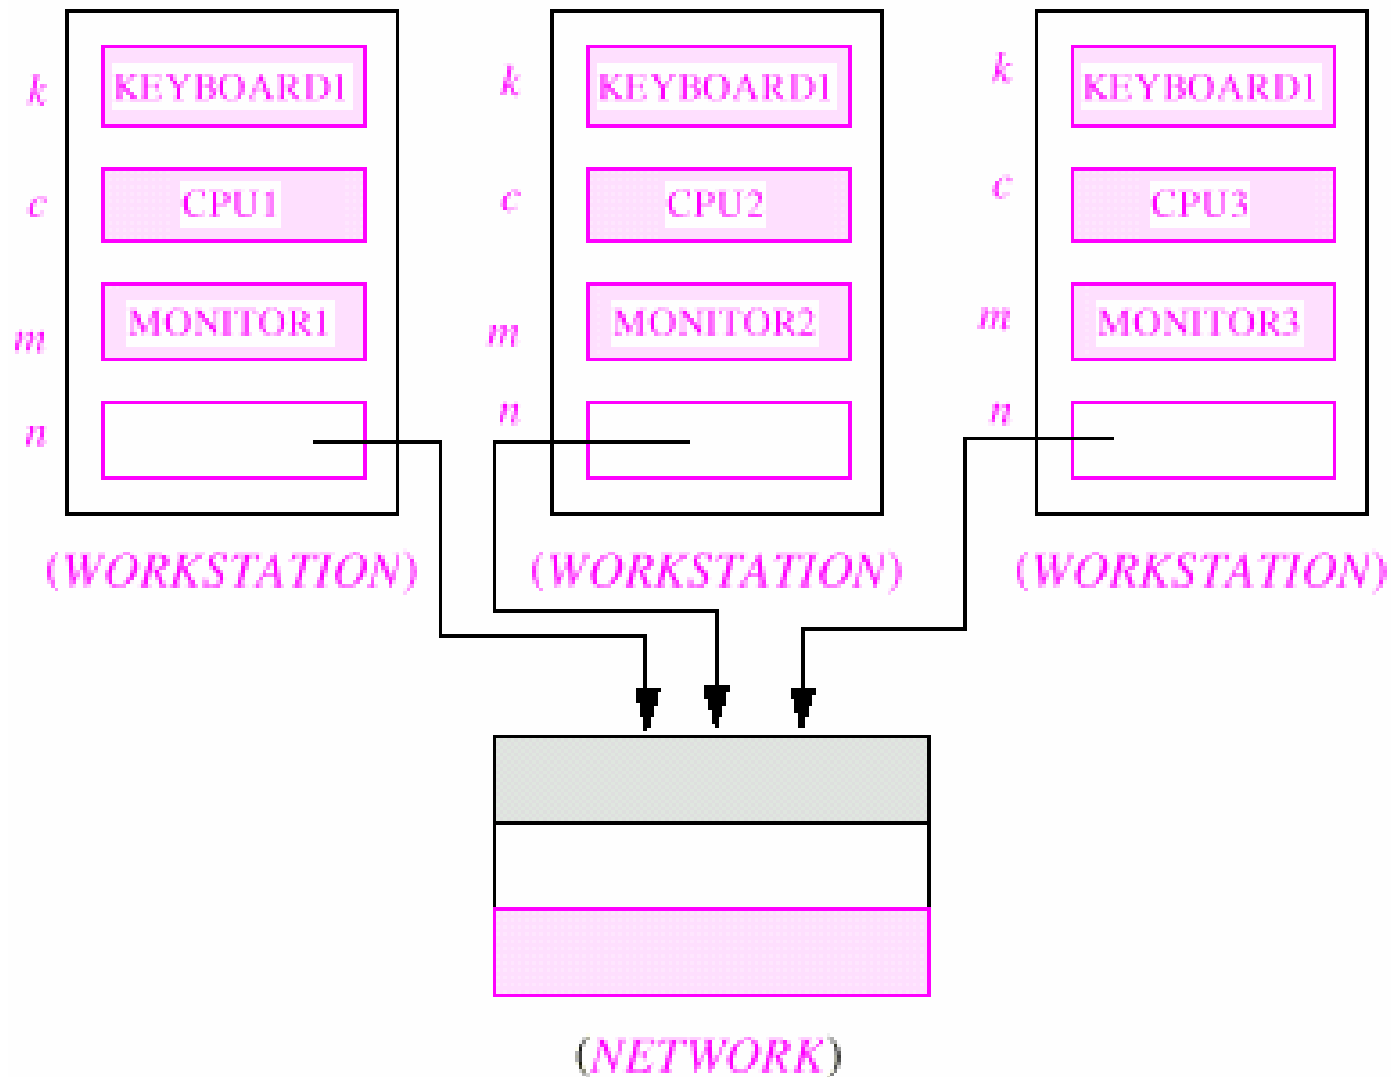 k KEYBOARD1 k KEYBOARD1 k KEYBOARD1
c CPU1 c CPU2 c CPU3
m MONITOR1 m MONITOR2 m MONITOR3
n n n
(WORKSTATION) (WORKSTATION) (WORKSTATION)
(NETWORK)